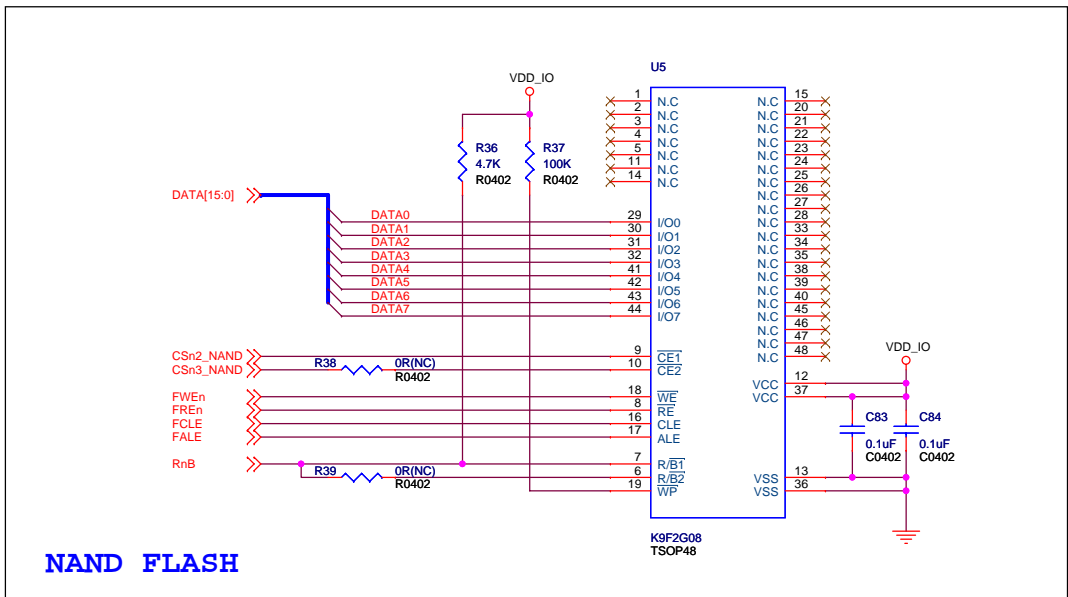 U5
VDD_IO
1 N.C N.C 15
2 N.C N.C 20
3 N.C N.C 21
4 N.C N.C 22
5 N.C N.C 23
11 N.C N.C 24
14 N.C N.C 25
N.C 26
N.C 27
N.C 28
N.C 33
N.C 34
N.C 35
N.C 38
N.C 39
N.C 40
N.C 45
N.C 46
N.C 47
N.C 48
R36
4.7K
R0402
R37
100K
R0402
DATA[15:0]
DATA0 29 I/O0
DATA1 30 I/O1
DATA2 31 I/O2
DATA3 32 I/O3
DATA4 41 I/O4
DATA5 42 I/O5
DATA6 43 I/O6
DATA7 44 I/O7
CSn2_NAND 9 CE1
CSn3_NAND R38 0R(NC) 10 CE2
R0402
FWEn 18 WE
FREn 8 RE
FCLE 16 CLE
FALE 17 ALE
RnB 7 R/B1
R39 0R(NC) 6 R/B2
R0402 19 WP
VDD_IO
VCC 12
VCC 37
C83
0.1uF
C0402
C84
0.1uF
C0402
VSS 13
VSS 36
K9F2G08
TSOP48
NAND FLASH